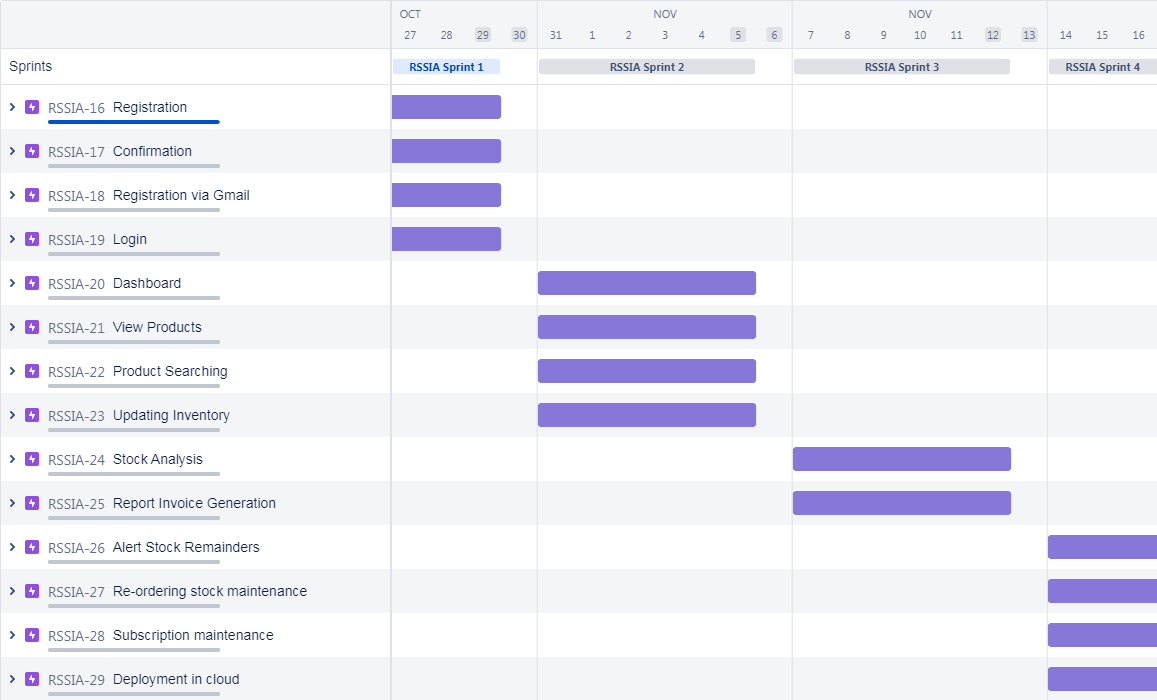 OCT NOV NOV
27 28 29 30 31 1 2 3 4 5 6 7 8 9 10 11 12 13 14 15 16
Sprints RSSIA Sprint 1 RSSIA Sprint 2 RSSIA Sprint 3 RSSIA Sprint 4
RSSIA-16 Registration
RSSIA-17 Confirmation
RSSIA-18 Registration via Gmail
RSSIA-19 Login
RSSIA-20 Dashboard
RSSIA-21 View Products
RSSIA-22 Product Searching
RSSIA-23 Updating Inventory
RSSIA-24 Stock Analysis
RSSIA-25 Report Invoice Generation
RSSIA-26 Alert Stock Remainders
RSSIA-27 Re-ordering stock maintenance
RSSIA-28 Subscription maintenance
RSSIA-29 Deployment in cloud